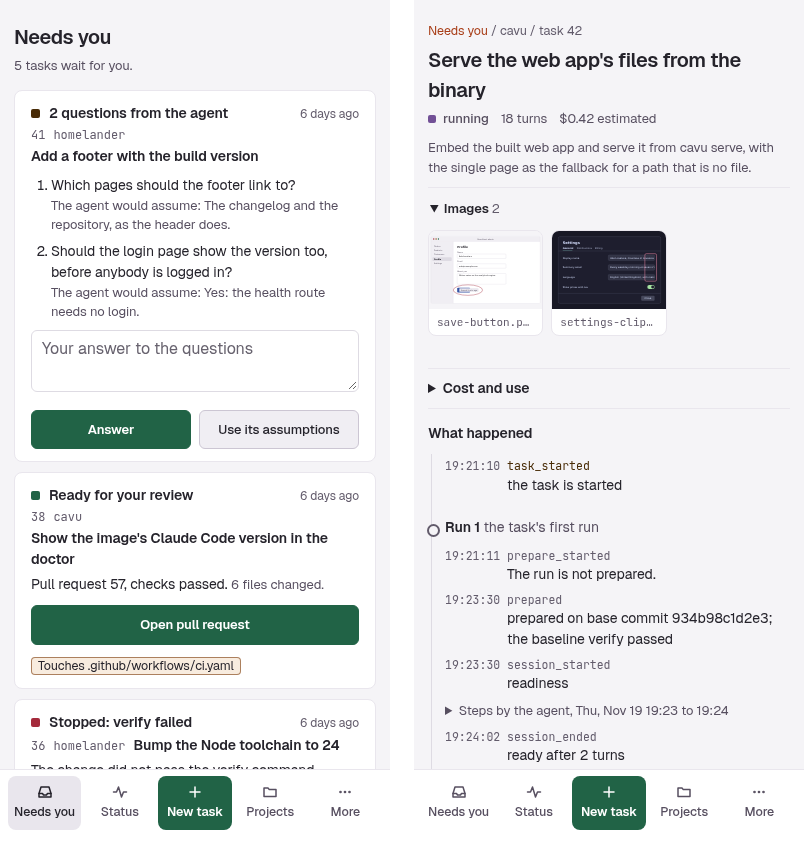 Needs you
5 tasks wait for you.
2 questions from the agent
6 days ago
41 homelander
Add a footer with the build version
1. Which pages should the footer link to?
The agent would assume: The changelog and the
repository, as the header does.
2. Should the login page show the version too,
before anybody is logged in?
The agent would assume: Yes: the health route
needs no login.
Your answer to the questions
Answer
Use its assumptions
Ready for your review
6 days ago
38 cavu
Show the image's Claude Code version in the
doctor
Pull request 57, checks passed. 6 files changed.
Open pull request
Touches .github/workflows/ci.yaml
Stopped: verify failed
6 days ago
36 homelander Bump the Node toolchain to 24
The change did not pass the verify command
Needs you
Status
New task
Projects
More
Needs you / cavu / task 42
Serve the web app's files from the
binary
running 18 turns $0.42 estimated
Embed the built web app and serve it from cavu serve, with
the single page as the fallback for a path that is no file.
Images 2
Settings
save-button.p…
settings-clip…
Cost and use
What happened
19:21:10 task_started
the task is started
Run 1 the task's first run
19:21:11 prepare_started
The run is not prepared.
19:23:30 prepared
prepared on base commit 934b98c1d2e3;
the baseline verify passed
19:23:30 session_started
readiness
Steps by the agent, Thu, Nov 19 19:23 to 19:24
19:24:02 session_ended
ready after 2 turns
Needs you
Status
New task
Projects
More